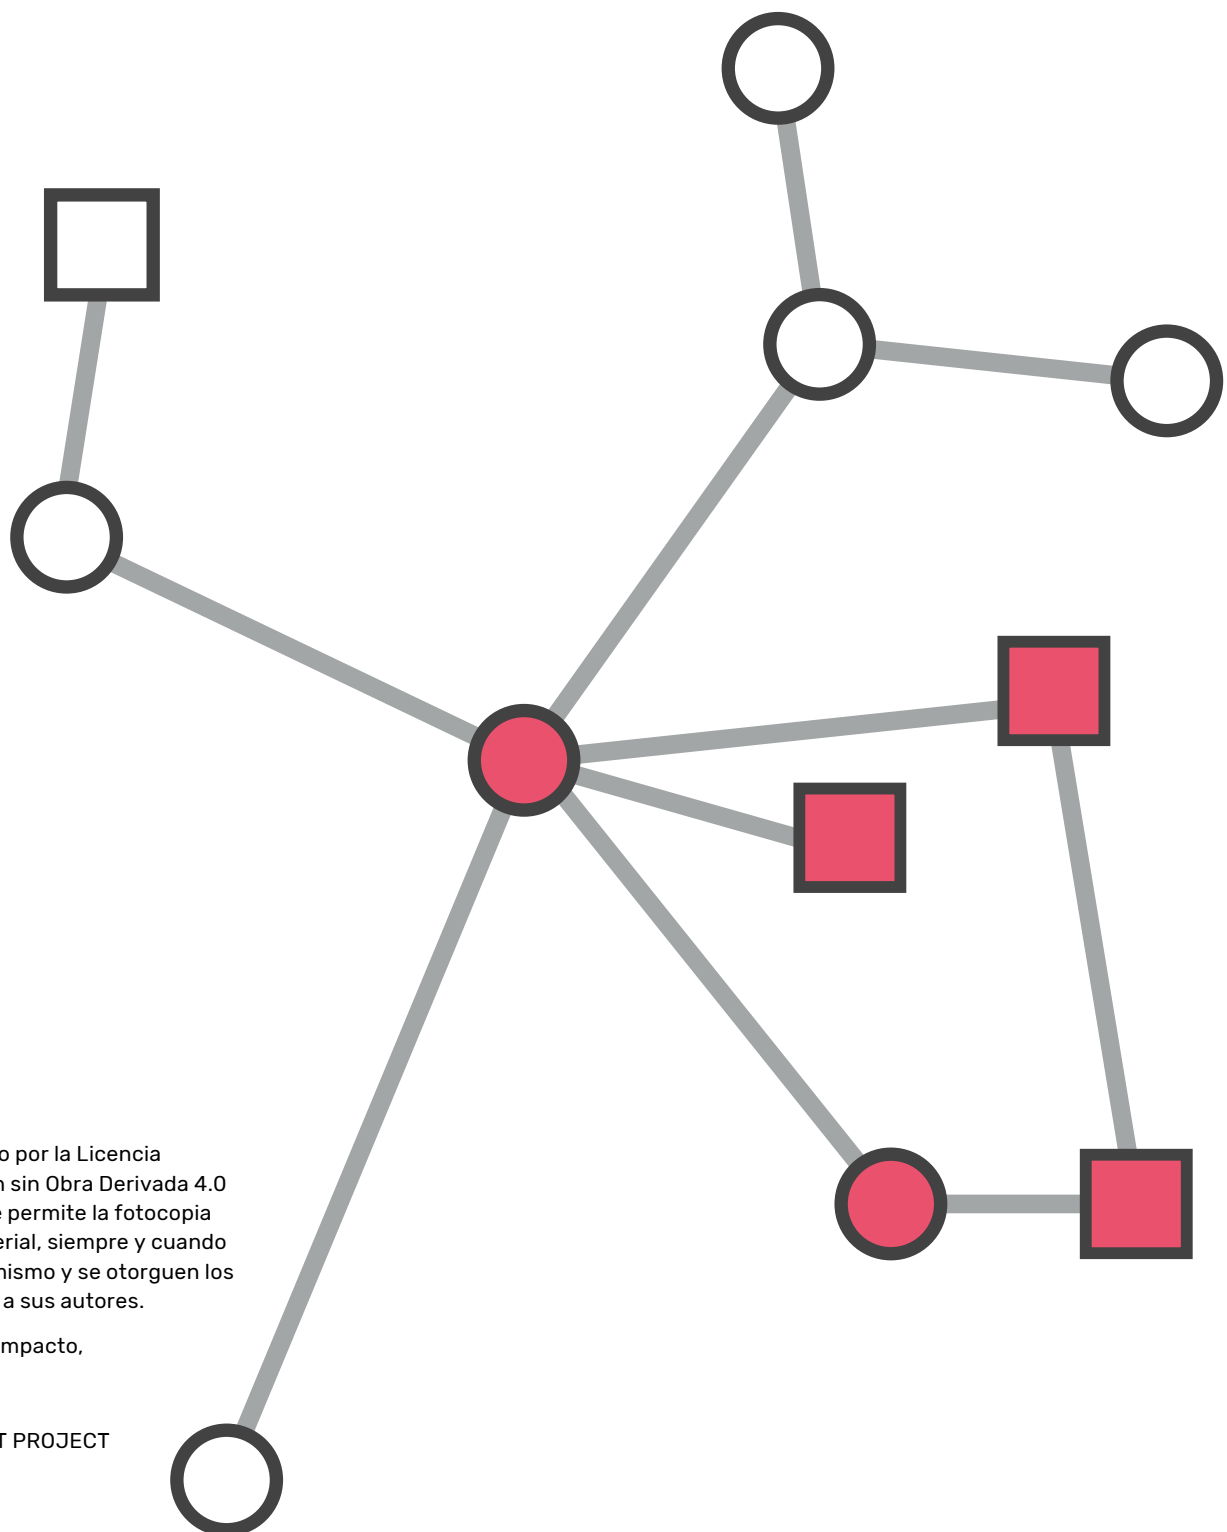 o por la Licencia
n sin Obra Derivada 4.0
e permite la fotocopia
erial, siempre y cuando
nismo y se otorguen los
a sus autores.
mpacto,
T PROJECT